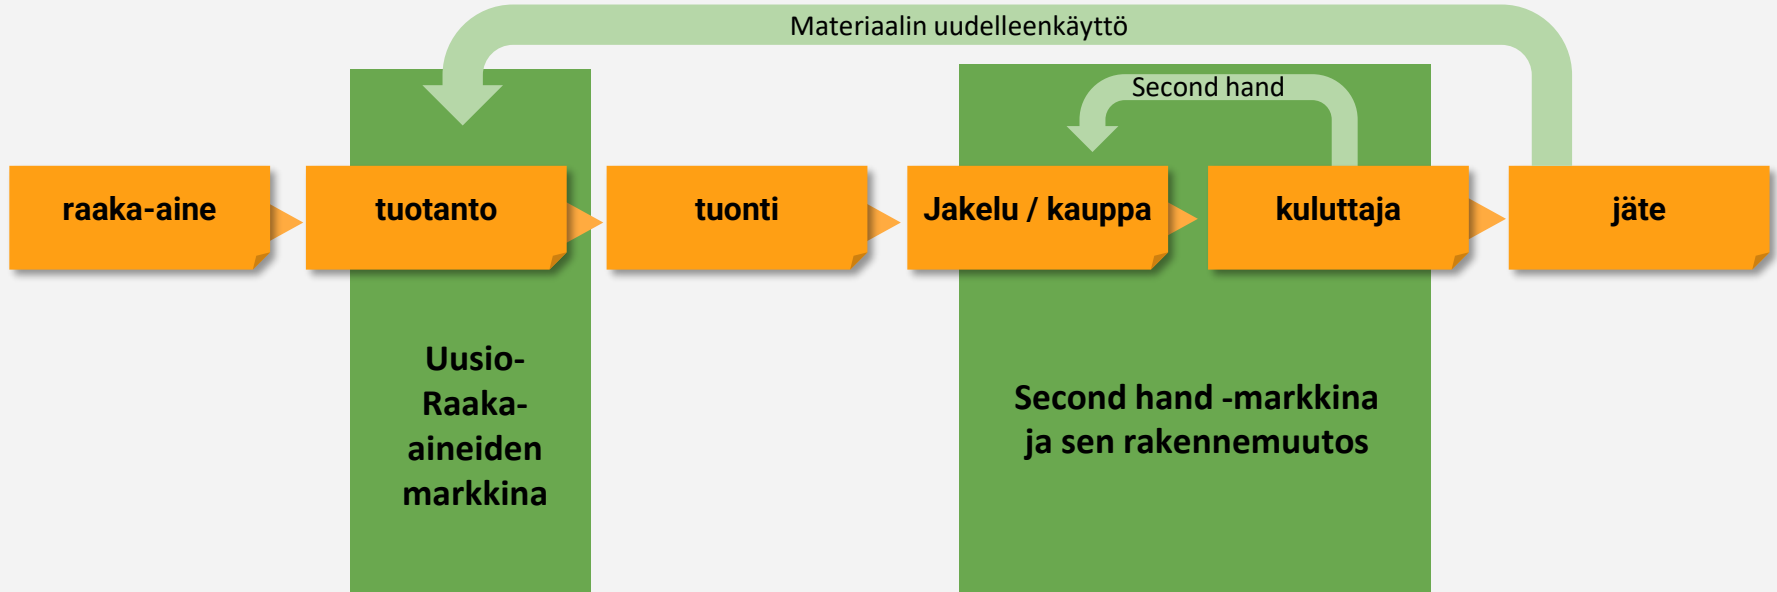 Materiaalin uudelleenkäyttö
Second hand
raaka-aine
tuotanto
tuonti
Jakelu / kauppa
kuluttaja
jäte
Uusio-
Raaka-
aineiden
markkina
Second hand -markkina
ja sen rakennemuutos